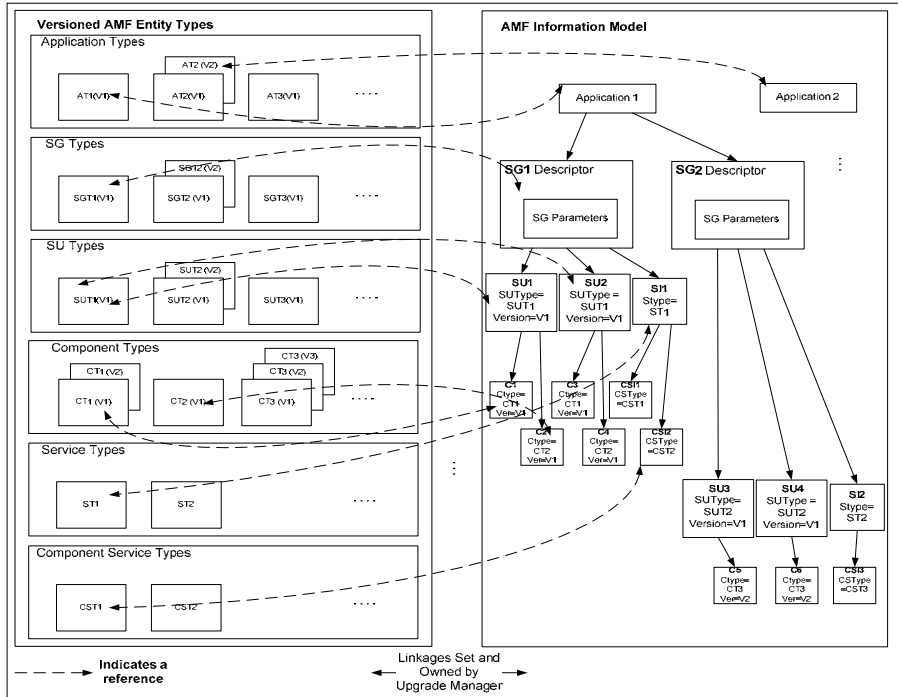 Versioned AMF Entity Types
Application Types
AT2 (V2)
AT1(V1)
AT2(V1)
AT3(V1)
....
SG Types
SGT2 (V2)
SGT1(V1)
SGT2 (V1)
SGT3(V1)
....
SU Types
SUT2 (V2)
SUT1(V1)
SUT2 (V1)
SUT3(V1)
....
Component Types
CT1 (V2)
CT1 (V1)
CT2 (V1)
CT3 (V3)
CT3 (V2)
CT3 (V1)
....
Service Types
ST1
ST2
....
Component Service Types
CST1
CST2
....
AMF Information Model
Application 1
Application 2
SG1 Descriptor
SG Parameters
SG2 Descriptor
SG Parameters
SU1
SUType=
SUT1
Version=V1
SU2
SUType =
SUT1
Version=V1
SI1
Stype=
ST1
C1
Ctype=
CT1
Ver=V1
C3
Ctype=
CT1
Ver=V1
CSI1
CSType
=CST1
C2
Ctype=
CT2
Ver=V1
C4
Ctype=
CT2
Ver=V1
CSI2
CSType
=CST2
SU3
SUType=
SUT2
Version=V1
SU4
SUType =
SUT2
Version=V1
SI2
Stype=
ST2
C5
Ctype=
CT3
Ver=V2
C6
Ctype=
CT3
Ver=V2
CSI3
CSType
=CST3
Indicates a
reference
Linkages Set and
Owned by
Upgrade Manager